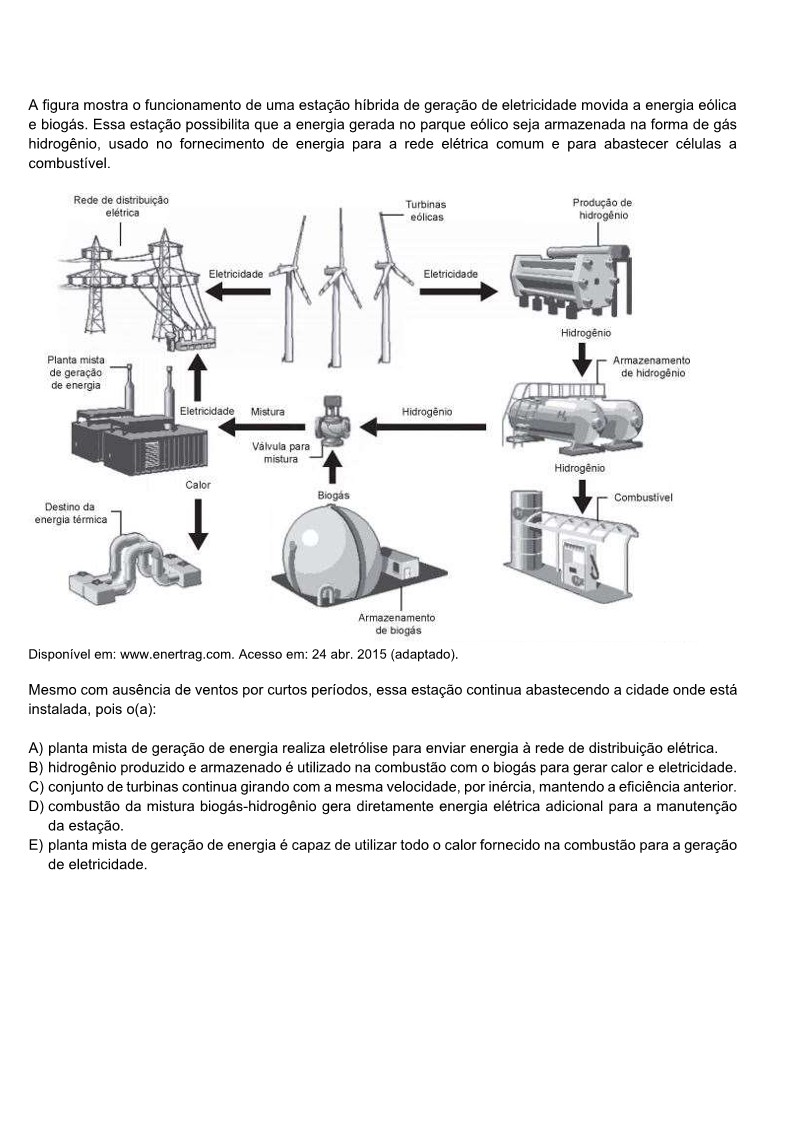 A figura mostra o funcionamento de uma estação híbrida de geração de eletricidade movida a energia eólica
e biogás. Essa estação possibilita que a energia gerada no parque eólico seja armazenada na forma de gás
hidrogênio, usado no fornecimento de energia para a rede elétrica comum e para abastecer células a
combustível.
Rede de distribuição
elétrica
Turbinas
eólicas
Produção de
hidrogênio
Eletricidade
Eletricidade
Hidrogênio
Planta mista
de geração
de energia
Armazenamento
de hidrogênio
Eletricidade
Mistura
Hidrogênio
Válvula para
mistura
Hidrogênio
Calor
Biogás
Combustível
Destino da
energia térmica
Armazenamento
de biogás
Disponível em: www.enertrag.com. Acesso em: 24 abr. 2015 (adaptado).
Mesmo com ausência de ventos por curtos períodos, essa estação continua abastecendo a cidade onde está
instalada, pois o(a):
A) planta mista de geração de energia realiza eletrólise para enviar energia à rede de distribuição elétrica.
B) hidrogênio produzido e armazenado é utilizado na combustão com o biogás para gerar calor e eletricidade.
C) conjunto de turbinas continua girando com a mesma velocidade, por inércia, mantendo a eficiência anterior.
D) combustão da mistura biogás-hidrogênio gera diretamente energia elétrica adicional para a manutenção
da estação.
E) planta mista de geração de energia é capaz de utilizar todo o calor fornecido na combustão para a geração
de eletricidade.